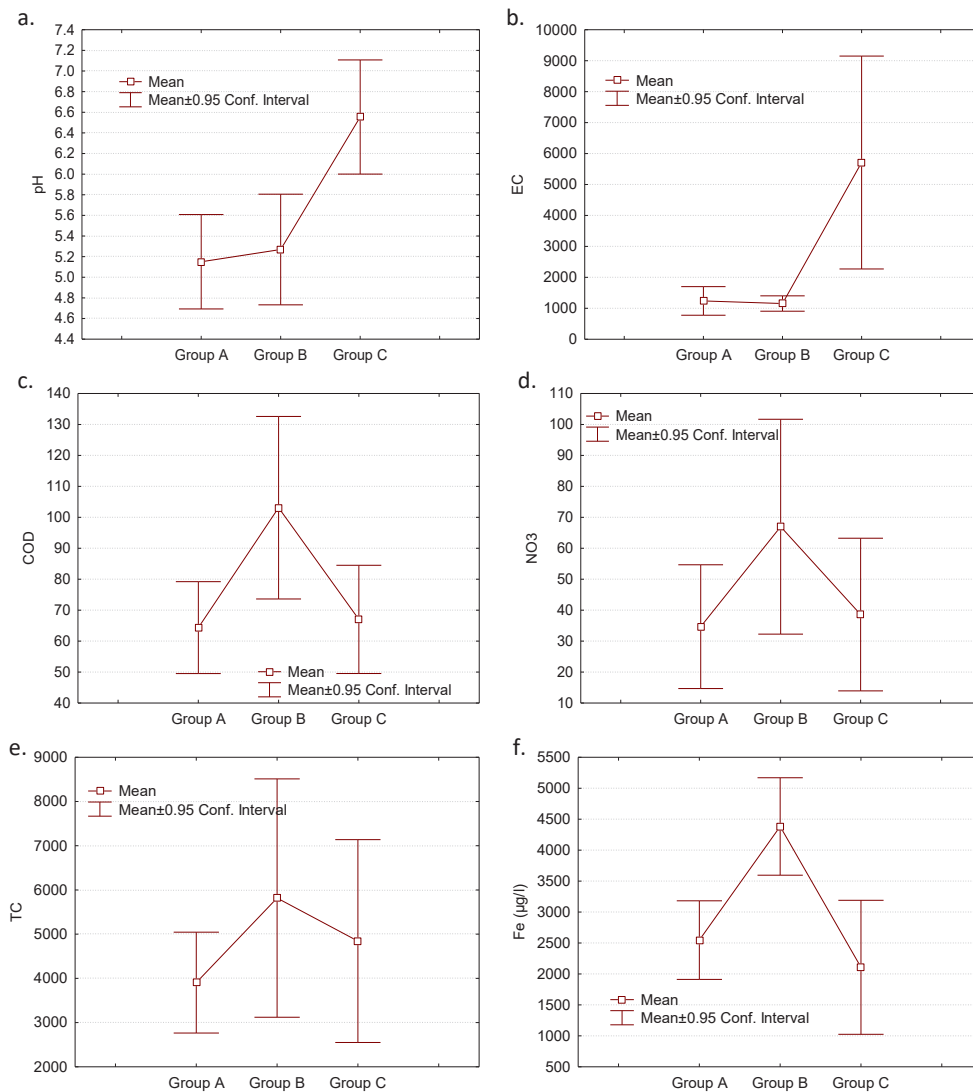 a.
7.4
7.2
7.0
6.8
6.6
6.4
6.2
6.0
5.8
5.6
5.4
5.2
5.0
4.8
4.6
4.4
pH
Mean
Mean±0.95 Conf. Interval
Group A Group B Group C
b.
10000
9000
8000
7000
6000
5000
4000
3000
2000
1000
0
EC
Mean
Mean±0.95 Conf. Interval
Group A Group B Group C
c.
140
130
120
110
100
90
80
70
60
50
40
COD
Mean
Mean±0.95 Conf. Interval
Group A Group B Group C
d.
110
100
90
80
70
60
50
40
30
20
10
NO3
Mean
Mean±0.95 Conf. Interval
Group A Group B Group C
e.
9000
8000
7000
6000
5000
4000
3000
2000
TC
Mean
Mean±0.95 Conf. Interval
Group A Group B Group C
f.
5500
5000
4500
4000
3500
3000
2500
2000
1500
1000
500
Fe (µg/l)
Mean
Mean±0.95 Conf. Interval
Group A Group B Group C